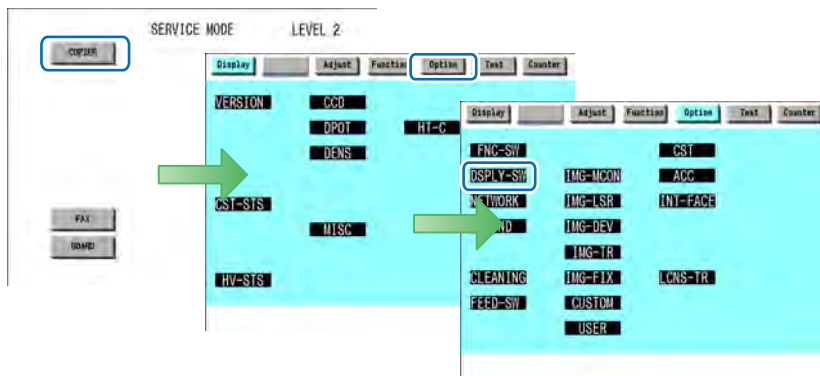 SERVICE MODE LEVEL 2
COPIER
FAX
BOARD
Display Adjust Function Option Test Counter
VERSION CCD
DPOT HT-C
DENS
CST-STS
MISC
HV-STS
Display Adjust Function Option Test Counter
FNC-SW CST
DSPLY-SW IMG-MCON ACC
NETWORK IMG-LSR INT-FACE
IMG-DEV
IMG-TR
CLEANING IMG-FIX LCNS-TR
FEED-SW CUSTOM
USER